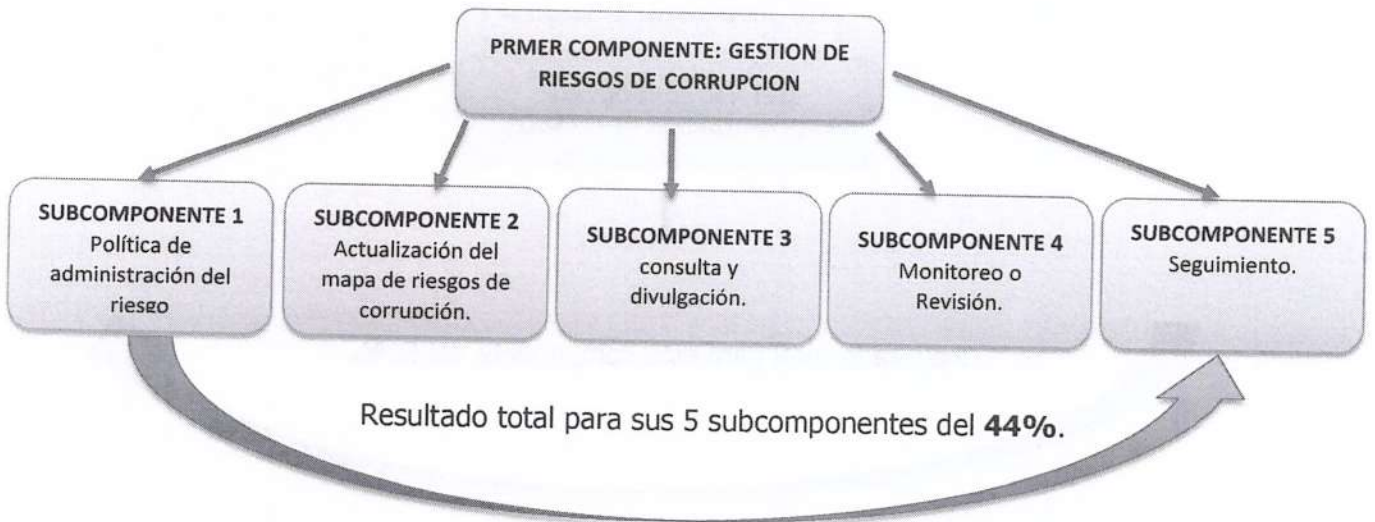 PRMER COMPONENTE: GESTION DE
RIESGOS DE CORRUPCION
SUBCOMPONENTE 1
Política de
administración del
riesgo
SUBCOMPONENTE 2
Actualización del
mapa de riesgos de
corrupción.
SUBCOMPONENTE 3
consulta y
divulgación.
SUBCOMPONENTE 4
Monitoreo o
Revisión.
SUBCOMPONENTE 5
Seguimiento.
Resultado total para sus 5 subcomponentes del 44%.